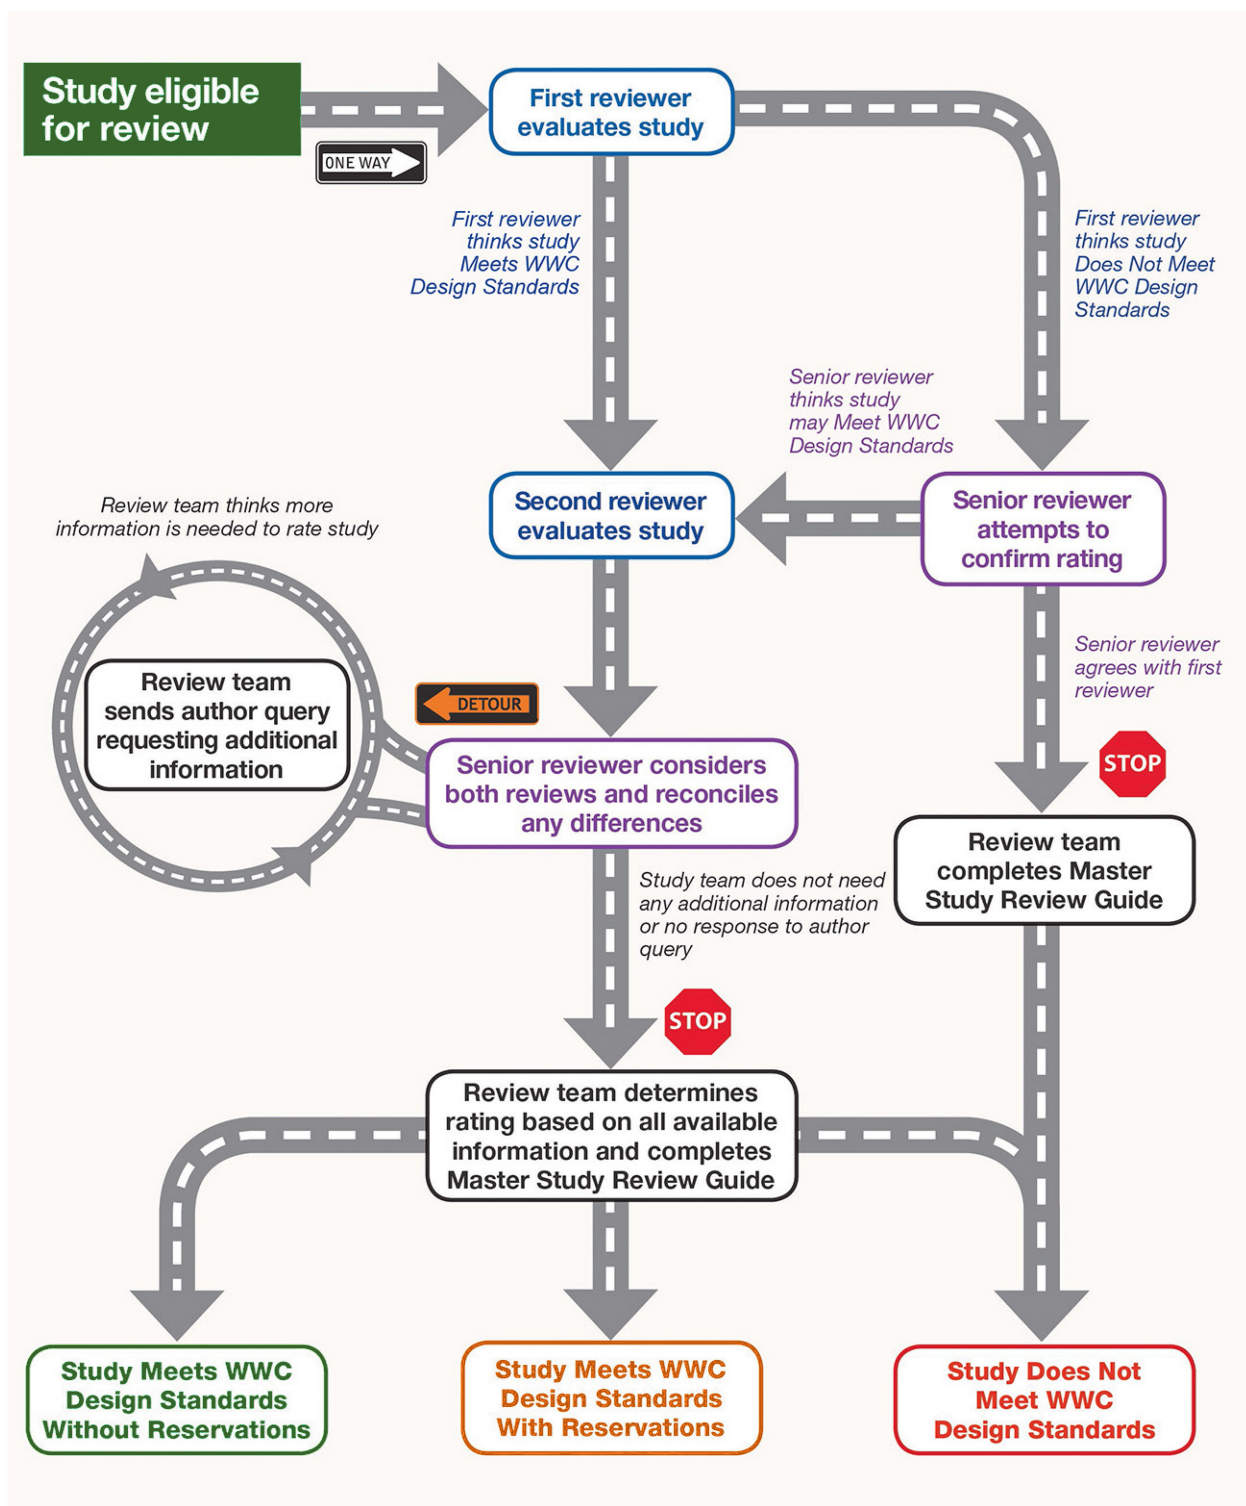 Study eligible
for review
ONE WAY
First reviewer
evaluates study
First reviewer
thinks study
Meets WWC
Design Standards
First reviewer
thinks study
Does Not Meet
WWC Design
Standards
Senior reviewer
thinks study
may Meet WWC
Design Standards
Second reviewer
evaluates study
Senior reviewer
attempts to
confirm rating
Review team thinks more
information is needed to rate study
Senior reviewer
agrees with first
reviewer
Review team
sends author query
requesting additional
information
DETOUR
Senior reviewer considers
both reviews and reconciles
any differences
STOP
Review team
completes Master
Study Review Guide
Study team does not need
any additional information
or no response to author
query
STOP
Review team determines
rating based on all available
information and completes
Master Study Review Guide
Study Meets WWC
Design Standards
Without Reservations
Study Meets WWC
Design Standards
With Reservations
Study Does Not
Meet WWC
Design Standards